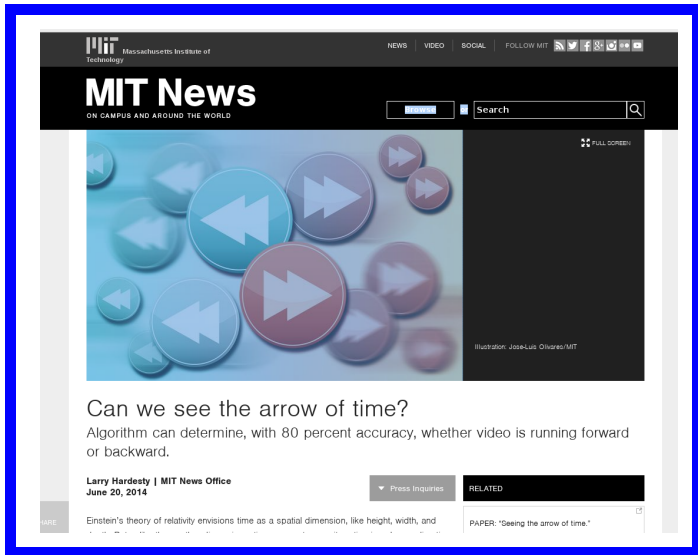 Massachusetts Institute of
Technology
NEWS VIDEO SOCIAL FOLLOW MIT
MIT News
ON CAMPUS AND AROUND THE WORLD
Browse or Search
FULL SCREEN
Illustration: Jose-Luis Olivares/MIT
Can we see the arrow of time?
Algorithm can determine, with 80 percent accuracy, whether video is running forward
or backward.
Larry Hardesty | MIT News Office
June 20, 2014
Press Inquiries
RELATED
HARE
PAPER: "Seeing the arrow of time."
Einstein's theory of relativity envisions time as a spatial dimension, like height, width, and